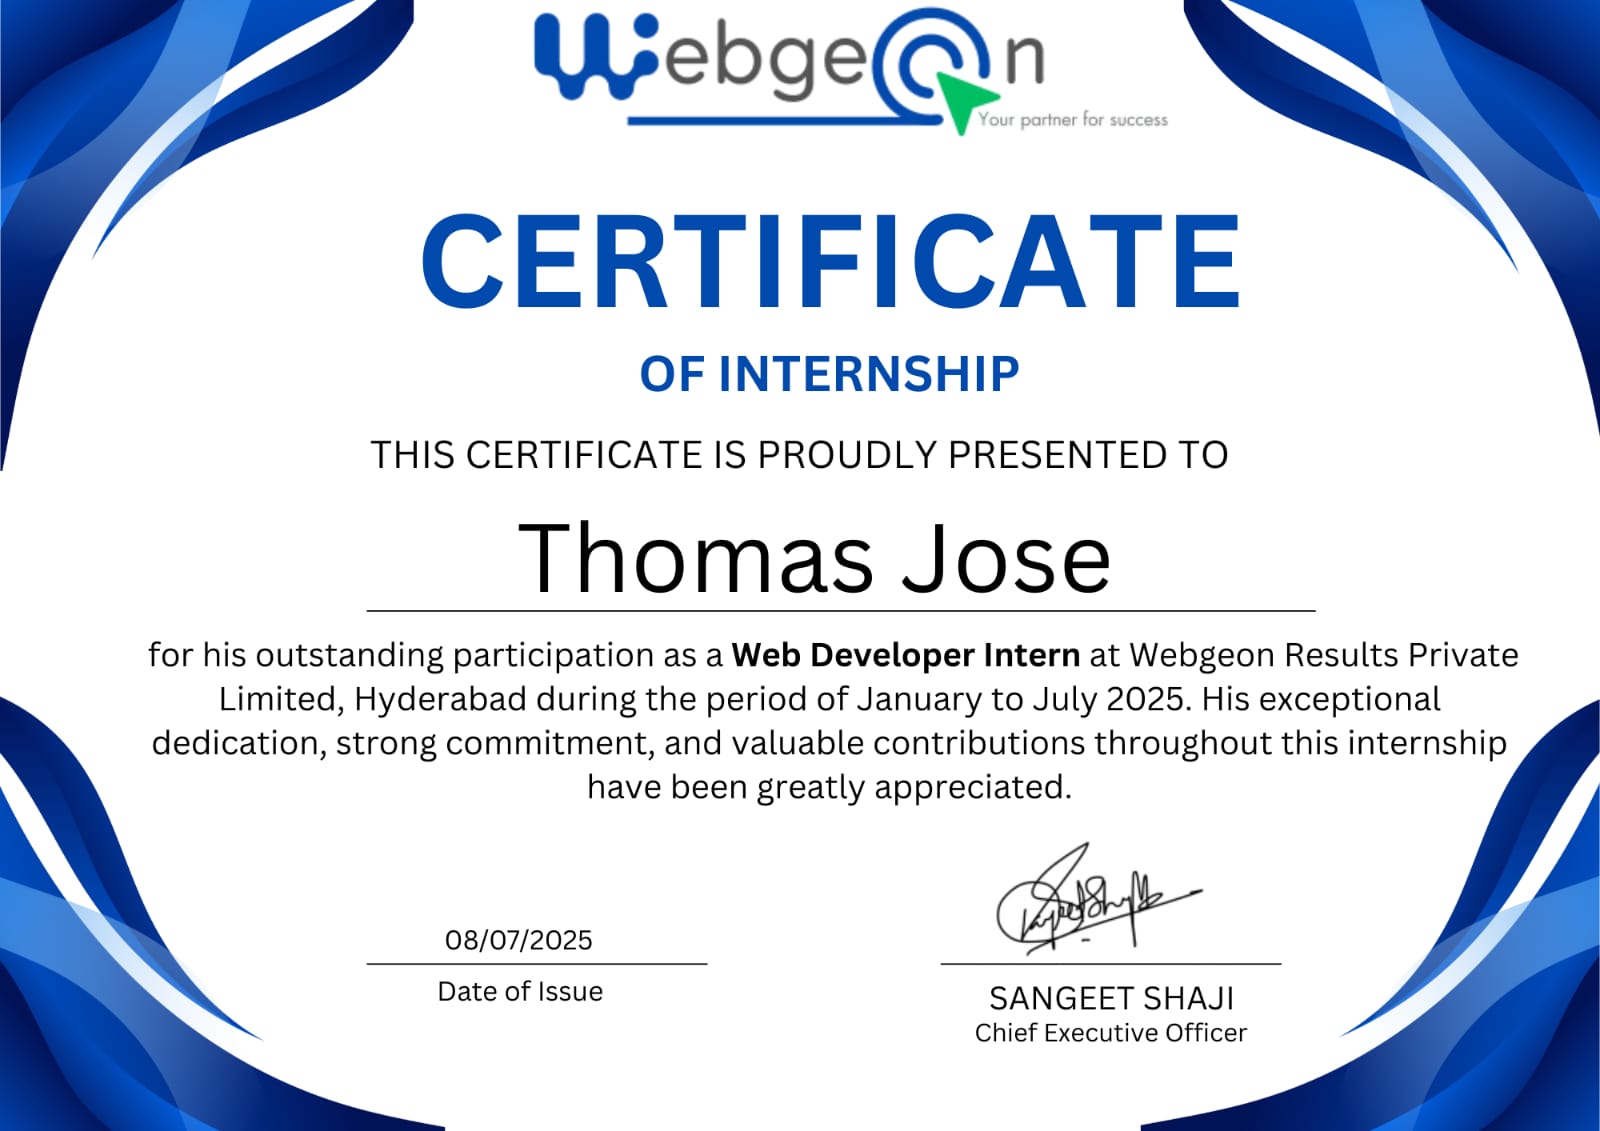 Webgeon
Your partner for success
CERTIFICATE
OF INTERNSHIP
THIS CERTIFICATE IS PROUDLY PRESENTED TO
Thomas Jose
for his outstanding participation as a Web Developer Intern at Webgeon Results Private
Limited, Hyderabad during the period of January to July 2025. His exceptional
dedication, strong commitment, and valuable contributions throughout this internship
have been greatly appreciated.
08/07/2025
Date of Issue
SANGEET SHAJI
Chief Executive Officer